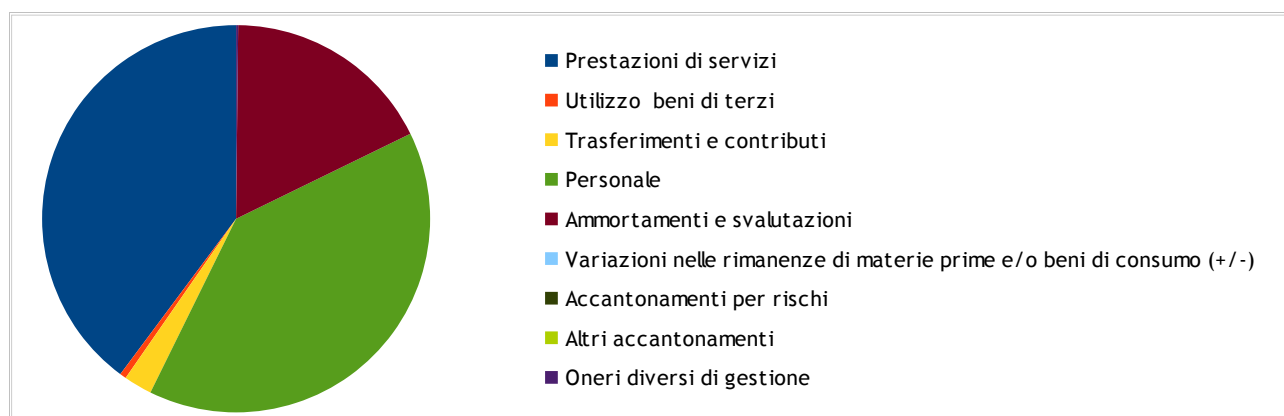 Prestazioni di servizi
Utilizzo beni di terzi
Trasferimenti e contributi
Personale
Ammortamenti e svalutazioni
Variazioni nelle rimanenze di materie prime e/o beni di consumo (+/-)
Accantonamenti per rischi
Altri accantonamenti
Oneri diversi di gestione